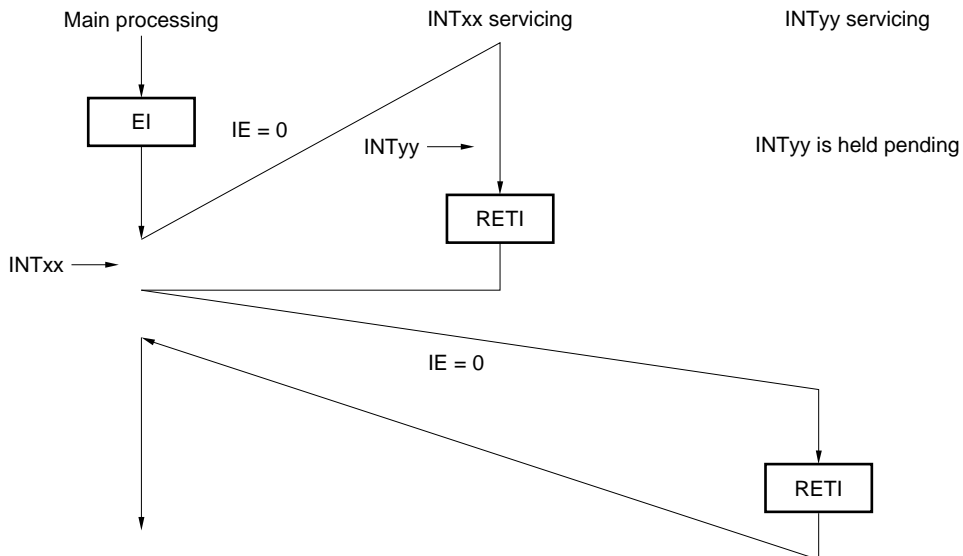 Main processing
INTxx servicing
INTyy servicing
EI
IE = 0
INTyy
INTyy is held pending
RETI
INTxx
IE = 0
RETI